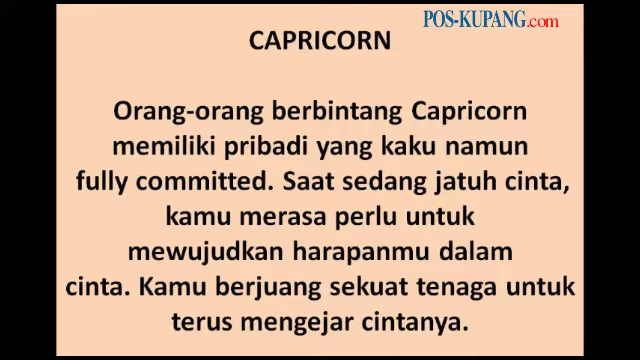 POS-KUPANG.com
CAPRICORN
Orang-orang berbintang Capricorn
memiliki pribadi yang kaku namun
fully committed. Saat sedang jatuh cinta,
kamu merasa perlu untuk
mewujudkan harapanmu dalam
cinta. Kamu berjuang sekuat tenaga untuk
terus mengejar cintanya.